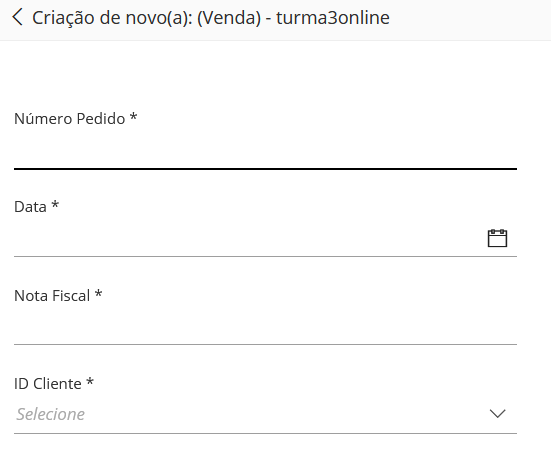 Criação de novo(a): (Venda) - turma3online
Número Pedido *
Data *
Nota Fiscal *
ID Cliente *
Selecione